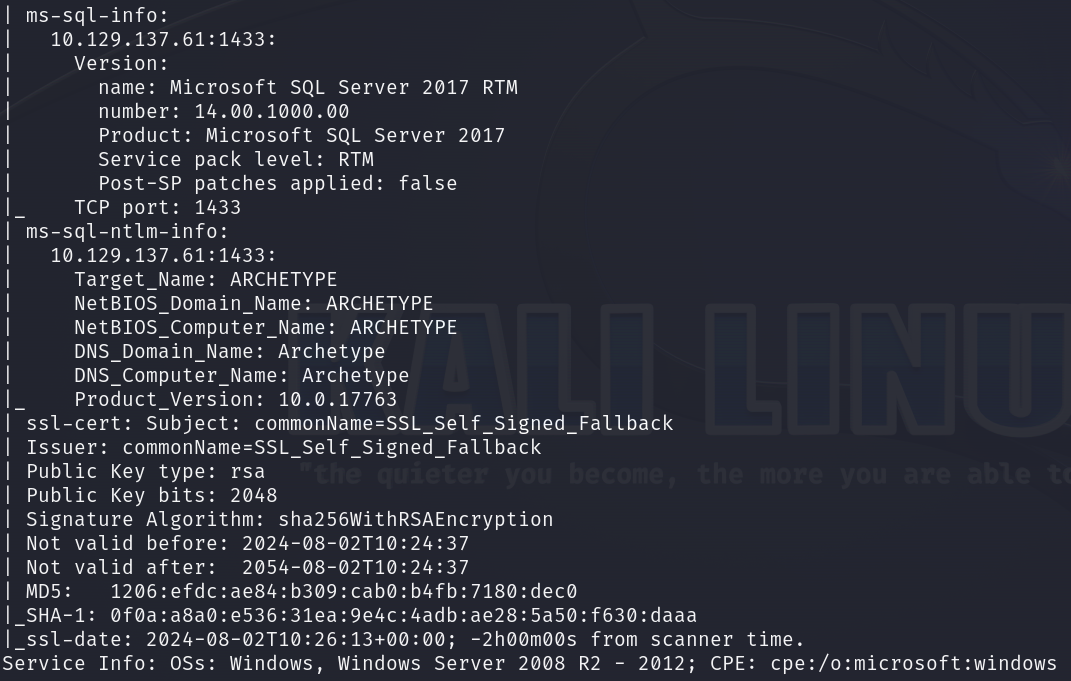 | ms-sql-info:
|   10.129.137.61:1433:
|     Version:
|       name: Microsoft SQL Server 2017 RTM
|       number: 14.00.1000.00
|       Product: Microsoft SQL Server 2017
|       Service pack level: RTM
|       Post-SP patches applied: false
|_    TCP port: 1433
| ms-sql-ntlm-info:
|   10.129.137.61:1433:
|     Target_Name: ARCHETYPE
|     NetBIOS_Domain_Name: ARCHETYPE
|     NetBIOS_Computer_Name: ARCHETYPE
|     DNS_Domain_Name: Archetype
|     DNS_Computer_Name: Archetype
|_    Product_Version: 10.0.17763
| ssl-cert: Subject: commonName=SSL_Self_Signed_Fallback
| Issuer: commonName=SSL_Self_Signed_Fallback
| Public Key type: rsa
| Public Key bits: 2048
| Signature Algorithm: sha256WithRSAEncryption
| Not valid before: 2024-08-02T10:24:37
| Not valid after:  2054-08-02T10:24:37
| MD5:   1206:efdc:ae84:b309:cab0:b4fb:7180:dec0
|_SHA-1: 0f0a:a8a0:e536:31ea:9e4c:4adb:ae28:5a50:f630:daaa
|_ssl-date: 2024-08-02T10:26:13+00:00; -2h00m00s from scanner time.
Service Info: OSs: Windows, Windows Server 2008 R2 - 2012; CPE: cpe:/o:microsoft:windows
KALI LINU
"the quieter you become, the more you are able to